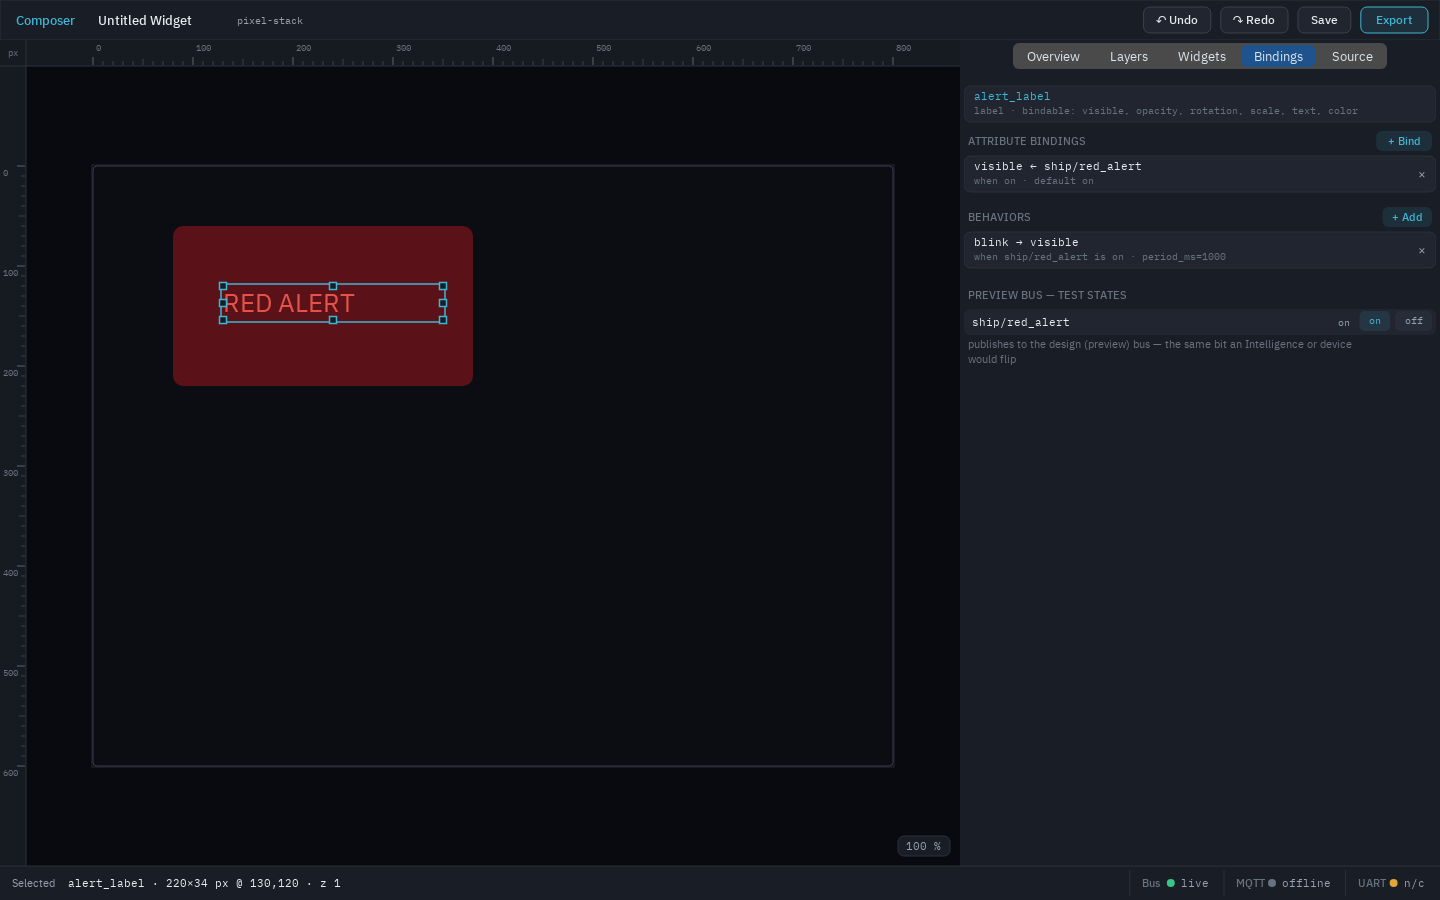 Composer Untitled Widget pixel-stack ↶ Undo ↷ Redo Save Export
px 0 100 200 300 400 500 600 700 800
Overview Layers Widgets Bindings Source
alert_label
label · bindable: visible, opacity, rotation, scale, text, color
ATTRIBUTE BINDINGS + Bind
visible ← ship/red_alert
when on · default on ×
BEHAVIORS + Add
blink → visible
when ship/red_alert is on · period_ms=1000 ×
PREVIEW BUS — TEST STATES
ship/red_alert on on off
publishes to the design (preview) bus — the same bit an Intelligence or device
would flip
0
100
200
300
400
500
600
RED ALERT
100 %
Selected alert_label · 220×34 px @ 130,120 · z 1 Bus live MQTT offline UART n/c